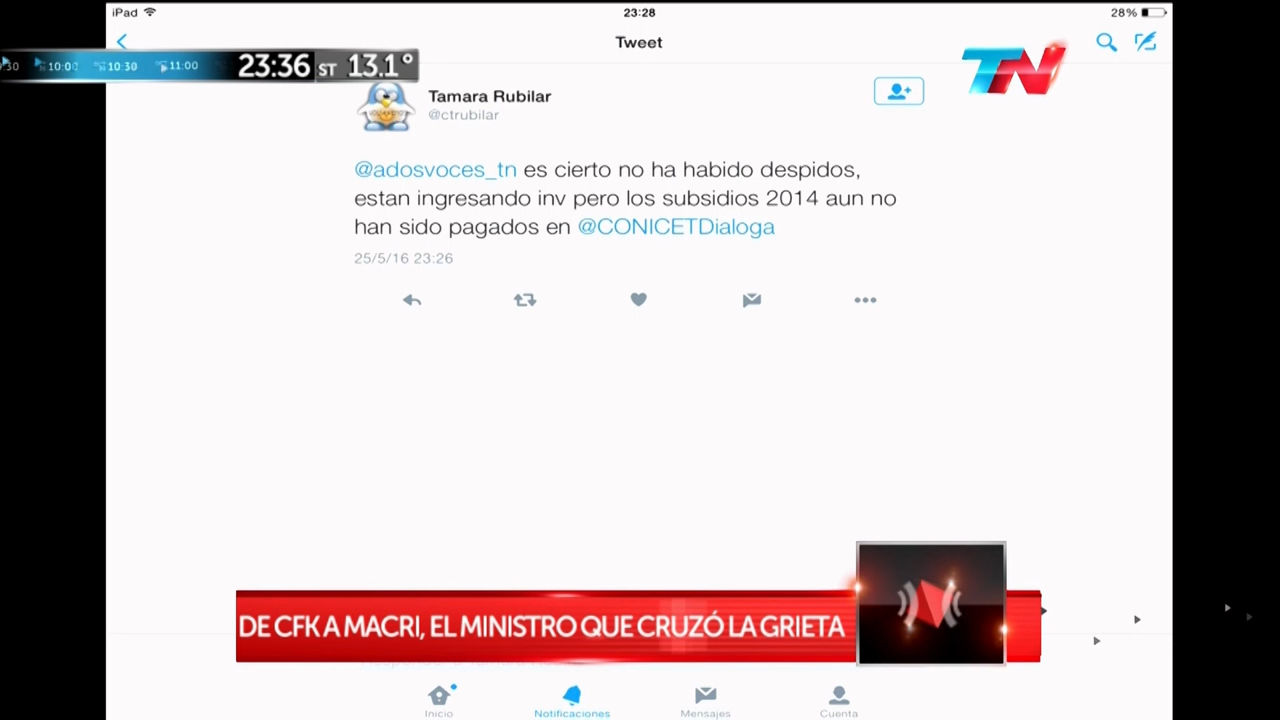 iPad
23:28
28%
Tweet
10:00
10:30
11:00
23:36 ST 13.1°
TN
Tamara Rubilar
@ctrubilar
@adosvoces_tn es cierto no ha habido despidos,
estan ingresando inv pero los subsidios 2014 aun no
han sido pagados en @CONICETDialoga
25/5/16 23:26
DE CFK A MACRI, EL MINISTRO QUE CRUZÓ LA GRIETA
Inicio
Notificaciones
Mensajes
Cuenta